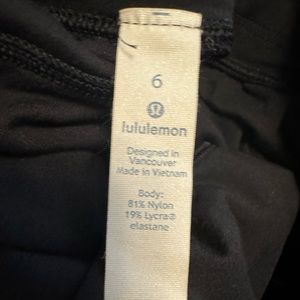 6
lululemon
Designed in
Vancouver
Made in Vietnam
Body:
81% Nylon
19% Lycra®
elastane